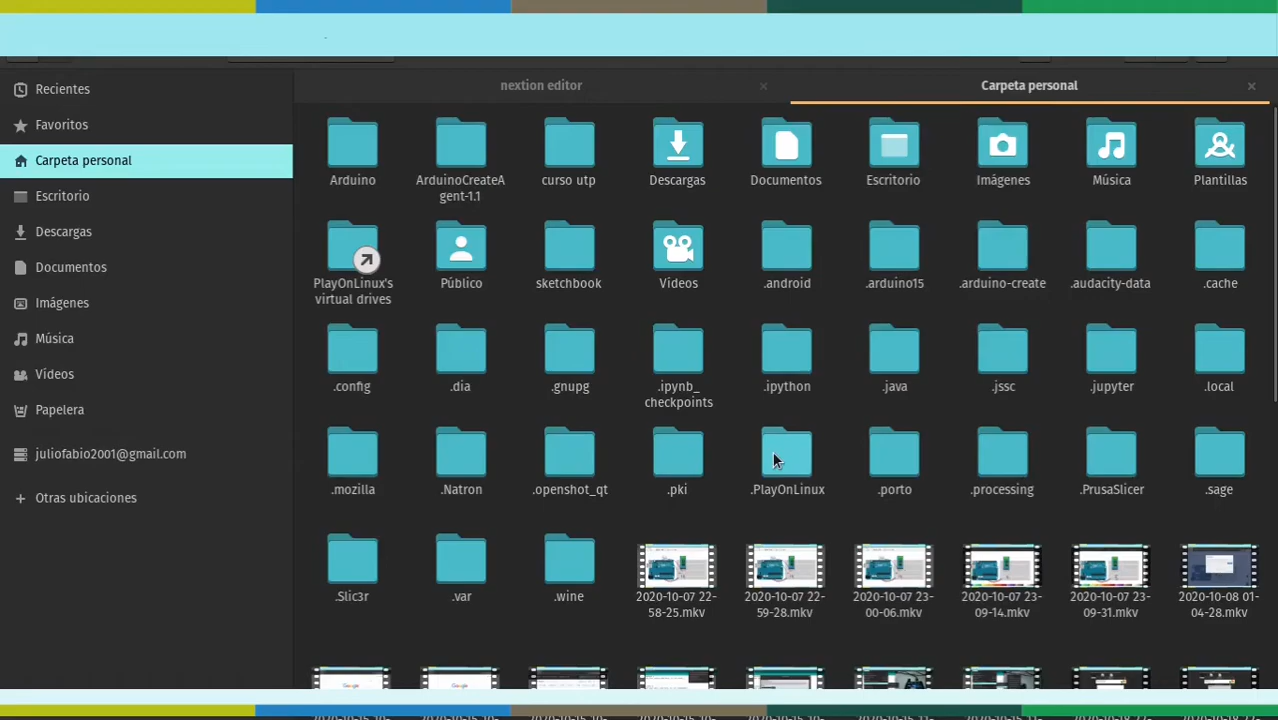 Recientes
Favoritos
Carpeta personal
Escritorio
Descargas
Documentos
Imágenes
Música
Vídeos
Papelera
juliofabio2001@gmail.com
Otras ubicaciones
nextion editor
Carpeta personal
Arduino
ArduinoCreateA
gent-1.1
curso utp
Descargas
Documentos
Escritorio
Imágenes
Música
Plantillas
PlayOnLinux's
virtual drives
Público
sketchbook
Vídeos
.android
.arduino15
.arduino-create
.audacity-data
.cache
.config
.dia
.gnupg
.ipynb_
checkpoints
.ipython
.java
.jssc
.jupyter
.local
.mozilla
.Natron
.openshot_qt
.pki
.PlayOnLinux
.porto
.processing
.PrusaSlicer
.sage
.Slic3r
.var
.wine
2020-10-07 22-
58-25.mkv
2020-10-07 22-
59-28.mkv
2020-10-07 23-
00-06.mkv
2020-10-07 23-
09-14.mkv
2020-10-07 23-
09-31.mkv
2020-10-08 01-
04-28.mkv